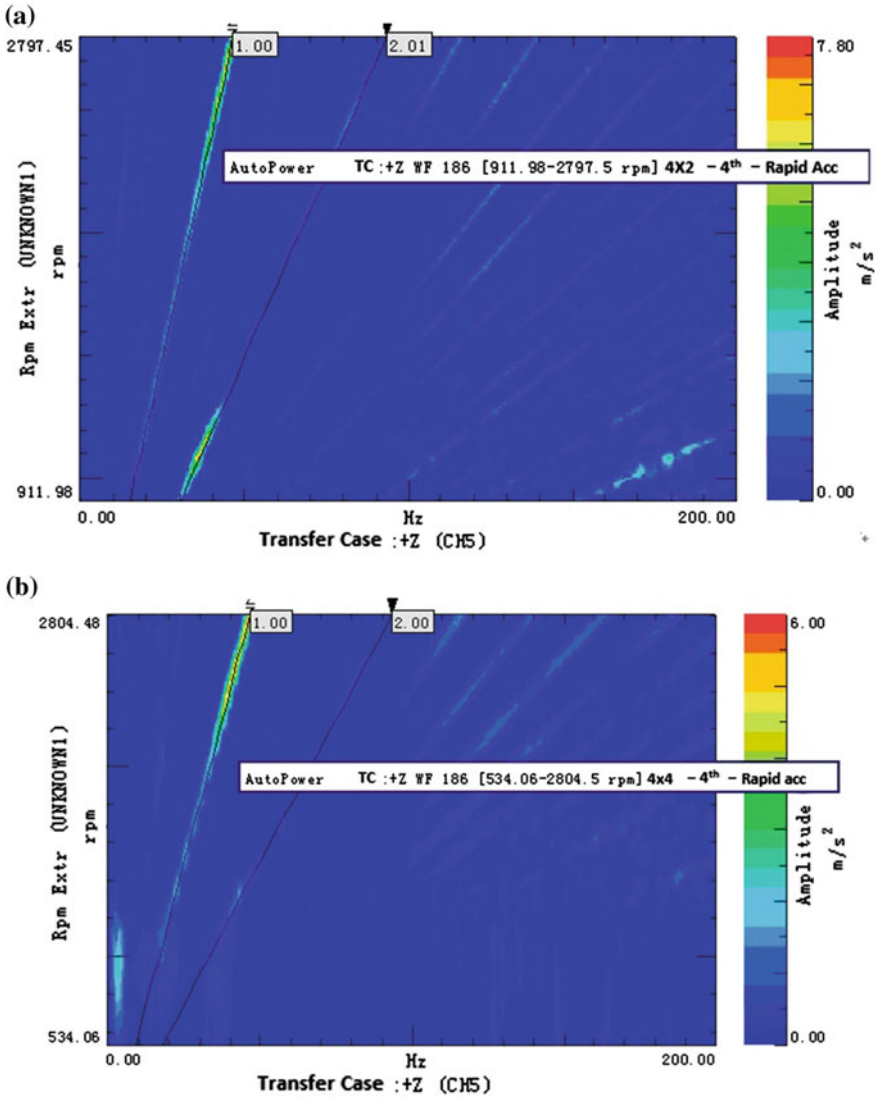 (a)
2797.45
1.00
2.01
7.80
AutoPower TC :+Z WF 186 [911.98-2797.5 rpm] 4X2 -4th - Rapid Acc
Rpm Extr (UNKNOWN1)
rpm
Amplitude
m/s2
911.98
0.00
0.00
Hz
200.00
Transfer Case :+Z (CH5)
(b)
2804.48
1.00
2.00
6.00
AutoPower TC :+Z WF 186 [534.06-2804.5 rpm] 4x4 -4th - Rapid acc
Rpm Extr (UNKNOWN1)
rpm
Amplitude
m/s2
534.06
0.00
0.00
Hz
200.00
Transfer Case :+Z (CH5)